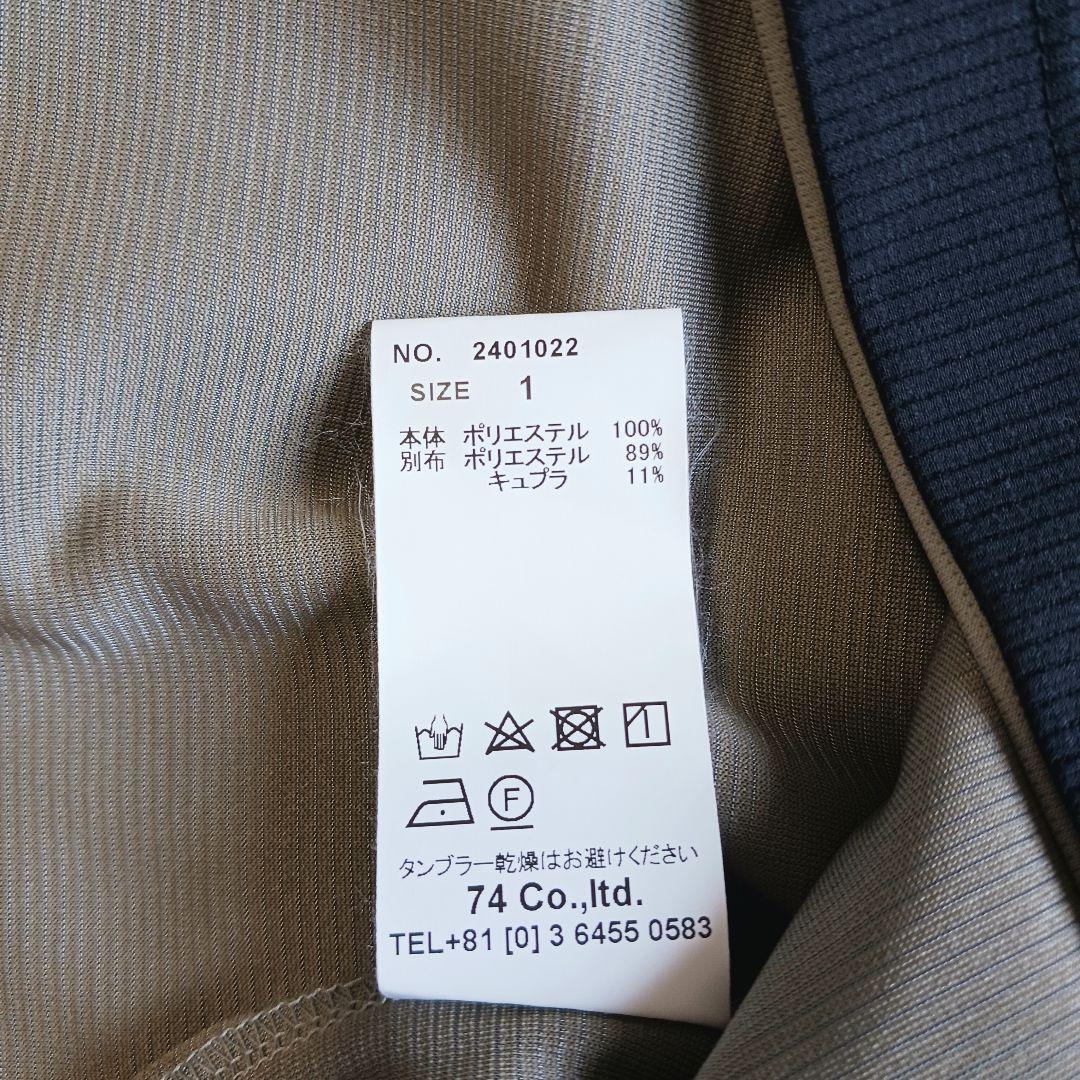 NO. 2401022
SIZE 1
本体 ポリエステル 100%
別布 ポリエステル 89%
キュプラ 11%
F
タンブラー乾燥はお避けください
74 Co.,ltd.
TEL+81 [0] 3 6455 0583